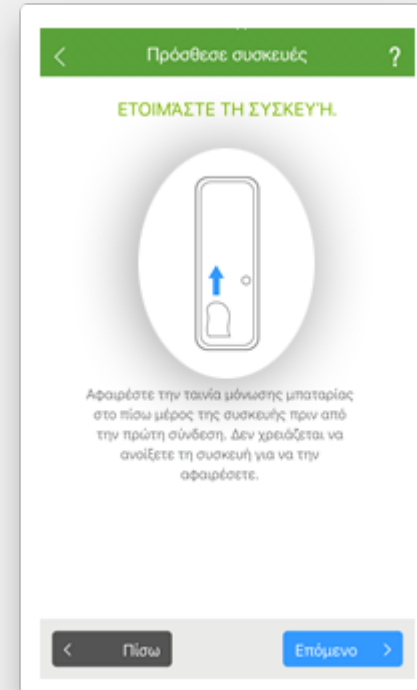 Πρόσθεσε συσκευές ?
ΕΤΟΙΜΆΣΤΕ ΤΗ ΣΥΣΚΕΥΉ.
Αφαιρέστε την ταινία μόνωσης μπαταρίας
στο πίσω μέρος της συσκευής πριν από
την πρώτη σύνδεση. Δεν χρειάζεται να
ανοίξετε τη συσκευή για να την
αφαιρέσετε.
Πίσω
Επόμενο